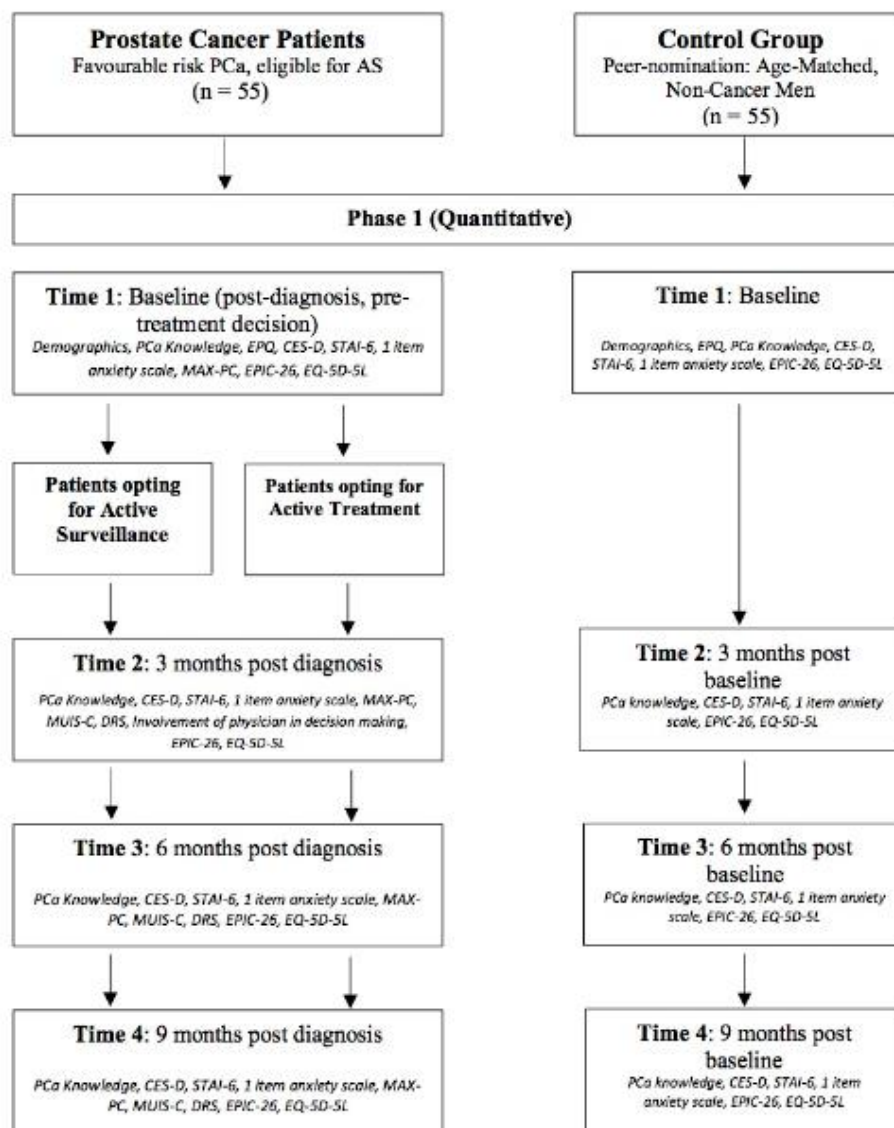 Prostate Cancer Patients
Favourable risk PCa, eligible for AS
(n = 55)
Control Group
Peer-nomination: Age-Matched,
Non-Cancer Men
(n = 55)
Phase 1 (Quantitative)
Time 1: Baseline (post-diagnosis, pre-
treatment decision)
Demographics, PCa Knowledge, EPQ, CES-D, STAI-6, 1 item
anxiety scale, MAX-PC, EPIC-26, EQ-5D-5L
Time 1: Baseline
Demographics, EPQ, PCa Knowledge, CES-D,
STAI-6, 1 item anxiety scale, EPIC-26, EQ-5D-5L
Patients opting
for Active
Surveillance
Patients opting for
Active Treatment
Time 2: 3 months post diagnosis
PCa Knowledge, CES-D, STAI-6, 1 item anxiety scale, MAX-PC,
MUIS-C, DRS, Involvement of physician in decision making,
EPIC-26, EQ-5D-5L
Time 2: 3 months post
baseline
PCa knowledge, CES-D, STAI-6, 1 item anxiety
scale, EPIC-26, EQ-5D-5L
Time 3: 6 months post diagnosis
PCa Knowledge, CES-D, STAI-6, 1 item anxiety scale, MAX-
PC, MUIS-C, DRS, EPIC-26, EQ-5D-5L
Time 3: 6 months post
baseline
PCa knowledge, CES-D, STAI-6, 1 item anxiety
scale, EPIC-26, EQ-5D-5L
Time 4: 9 months post diagnosis
PCa Knowledge, CES-D, STAI-6, 1 item anxiety scale, MAX-
PC, MUIS-C, DRS, EPIC-26, EQ-5D-5L
Time 4: 9 months post
baseline
PCa knowledge, CES-D, STAI-6, 1 item
anxiety scale, EPIC-26, EQ-5D-5L